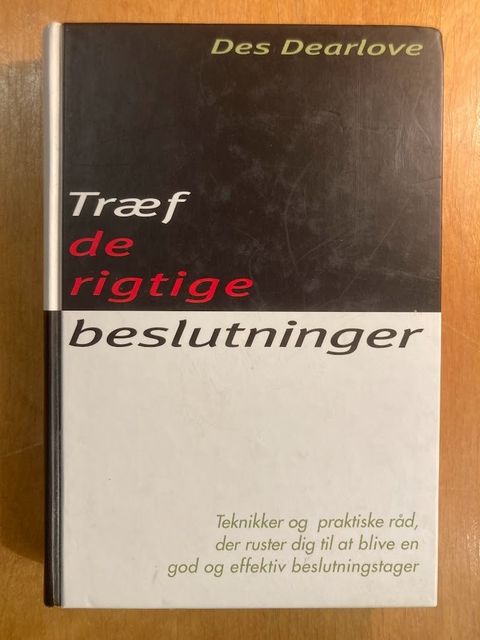 Des Dearlove
Træf
de
rigtige
beslutninger
Teknikker og praktiske råd,
der ruster dig til at blive en
god og effektiv beslutningstager